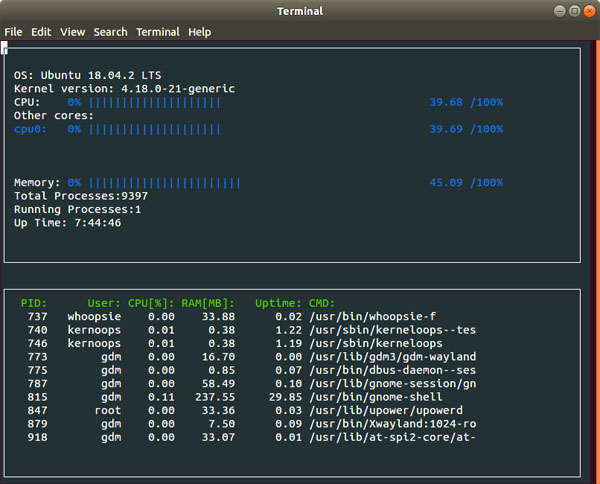 Terminal
File Edit View Search Terminal Help
OS: Ubuntu 18.04.2 LTS
Kernel version: 4.18.0-21-generic
CPU: 0% |||||||||||||||||||| 39.68 /100%
Other cores:
cpu0: 0% |||||||||||||||||||| 39.69 /100%
Memory: 0% ||||||||||||||||||||||| 45.09 /100%
Total Processes:9397
Running Processes:1
Up Time: 7:44:46
PID: User: CPU[%]: RAM[MB]: Uptime: CMD:
737 whoopsie 0.00 33.88 0.02 /usr/bin/whoopsie-f
740 kernoops 0.01 0.38 1.22 /usr/sbin/kerneloops--tes
746 kernoops 0.01 0.38 1.19 /usr/sbin/kerneloops
773 gdm 0.00 16.70 0.00 /usr/lib/gdm3/gdm-wayland
775 gdm 0.00 0.85 0.07 /usr/bin/dbus-daemon--ses
787 gdm 0.00 58.49 0.10 /usr/lib/gnome-session/gn
815 gdm 0.11 237.55 29.85 /usr/bin/gnome-shell
847 root 0.00 33.36 0.03 /usr/lib/upower/upowerd
879 gdm 0.00 7.50 0.09 /usr/bin/Xwayland:1024-ro
918 gdm 0.00 33.07 0.01 /usr/lib/at-spi2-core/at-